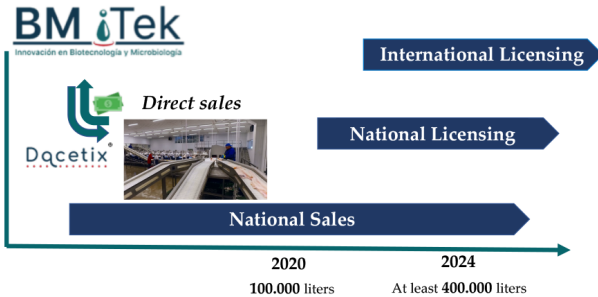 BM iTek
Innovación en Biotecnología y Microbiología
International Licensing
Direct sales
National Licensing
Dacetix®
National Sales
2020
2024
100.000 liters
At least 400.000 liters